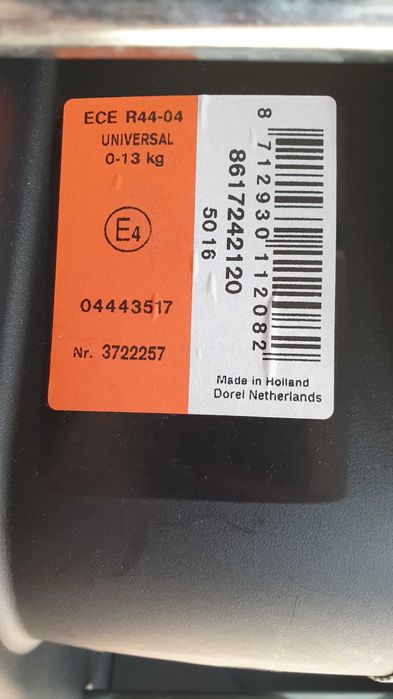 ECE R44-04
UNIVERSAL
0-13 kg
E4
04443517
Nr. 3722257
8 712930 112082
8617242120
5016
Made in Holland
Dorel Netherlands